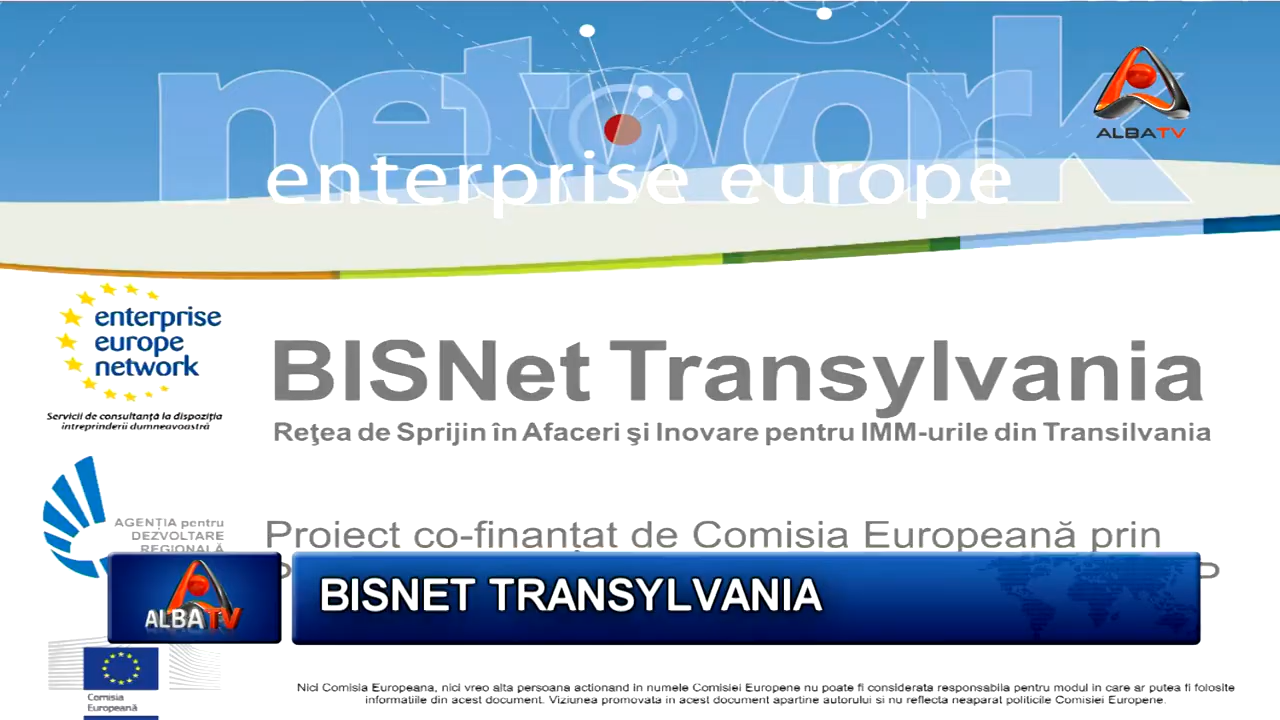 network
ALBATV
enterprise europe
enterprise
europe
network
BISNet Transylvania
Servicii de consultanţă la dispoziţia
întreprinderii dumneavoastră
Reţea de Sprijin în Afaceri şi Inovare pentru IMM-urile din Transilvania
AGENȚIA pentru
DEZVOLTARE
REGIONALĂ
Proiect co-finanțat de Comisia Europeană prin
P
BISNET TRANSYLVANIA
ALBATV
Comisia
Europeană
Nici Comisia Europeana, nici vreo alta persoana actionand in numele Comisiei Europene nu poate fi considerata responsabila pentru modul in care ar putea fi folosite
informatiile din acest document. Viziunea promovata in acest document apartine autorului si nu reflecta neaparat politicile Comisiei Europene.